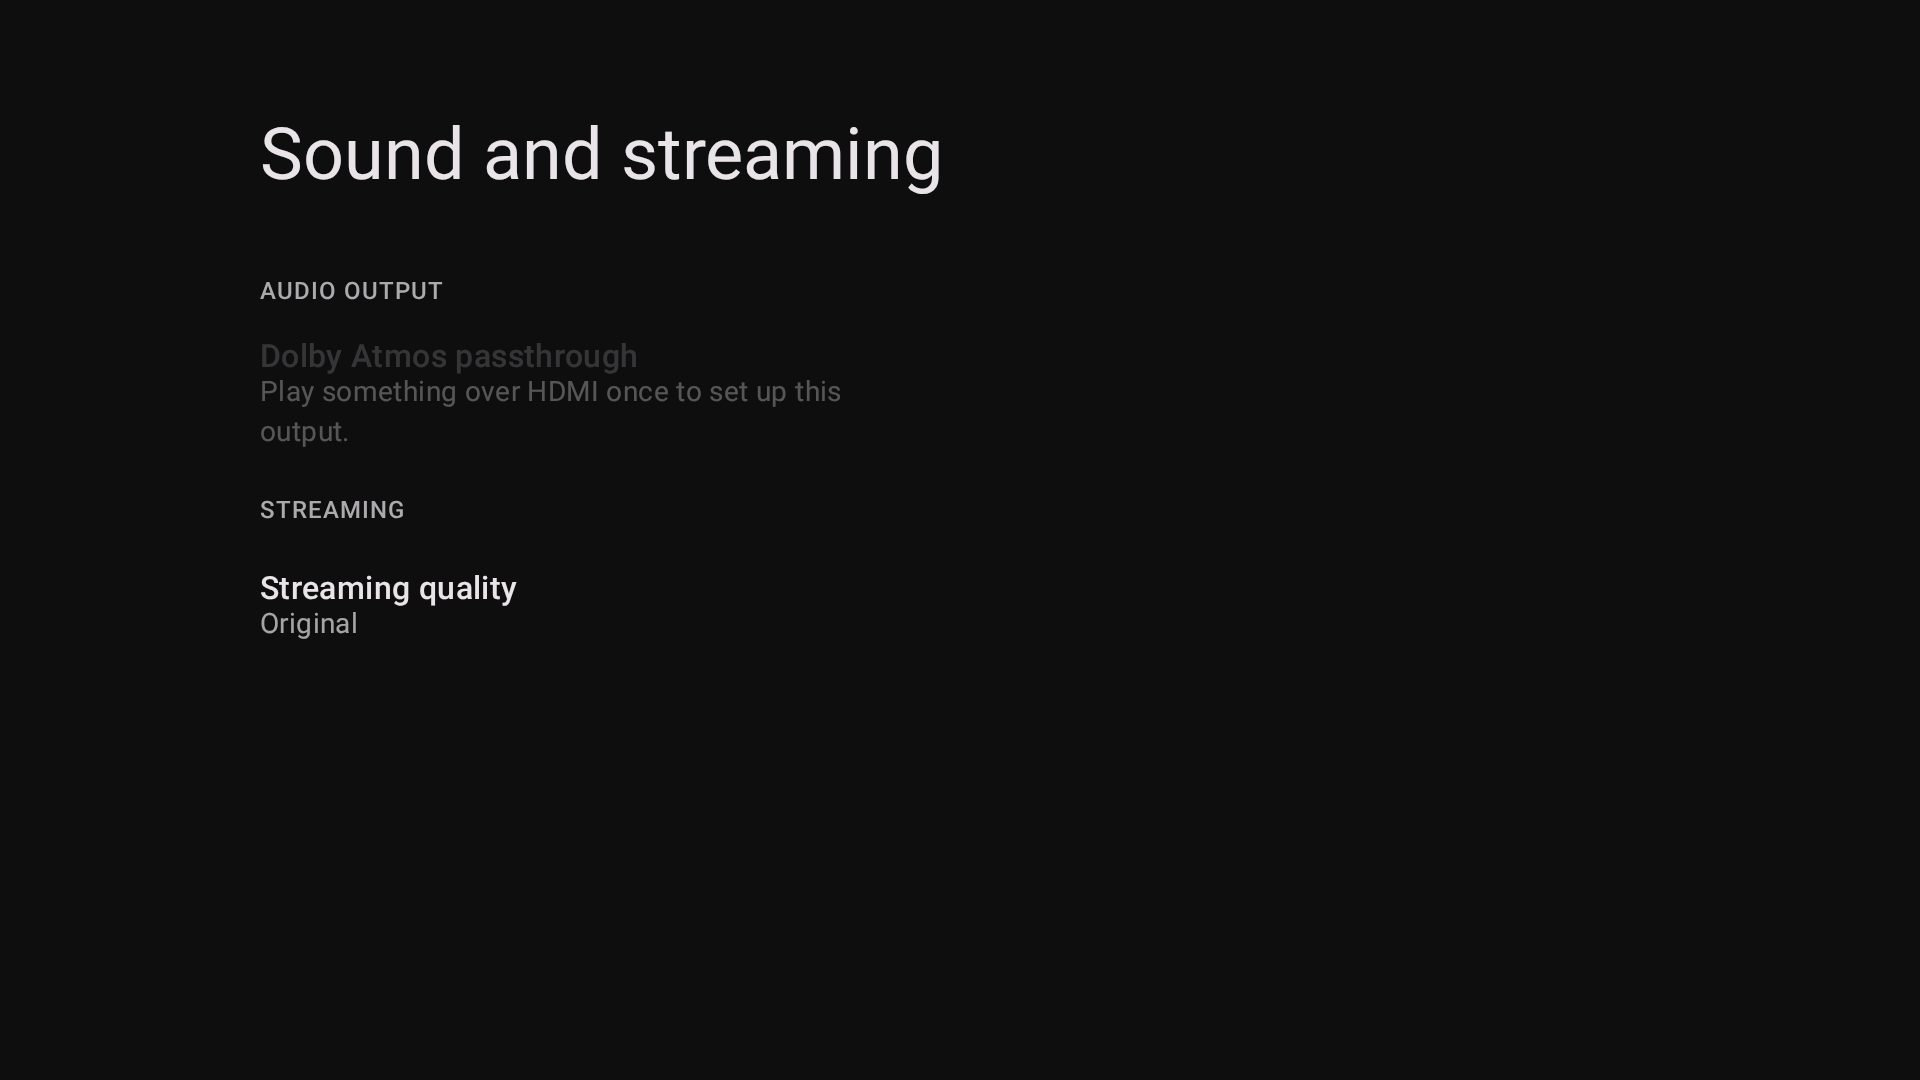 Sound and streaming
AUDIO OUTPUT
Dolby Atmos passthrough
Play something over HDMI once to set up this
output.
STREAMING
Streaming quality
Original